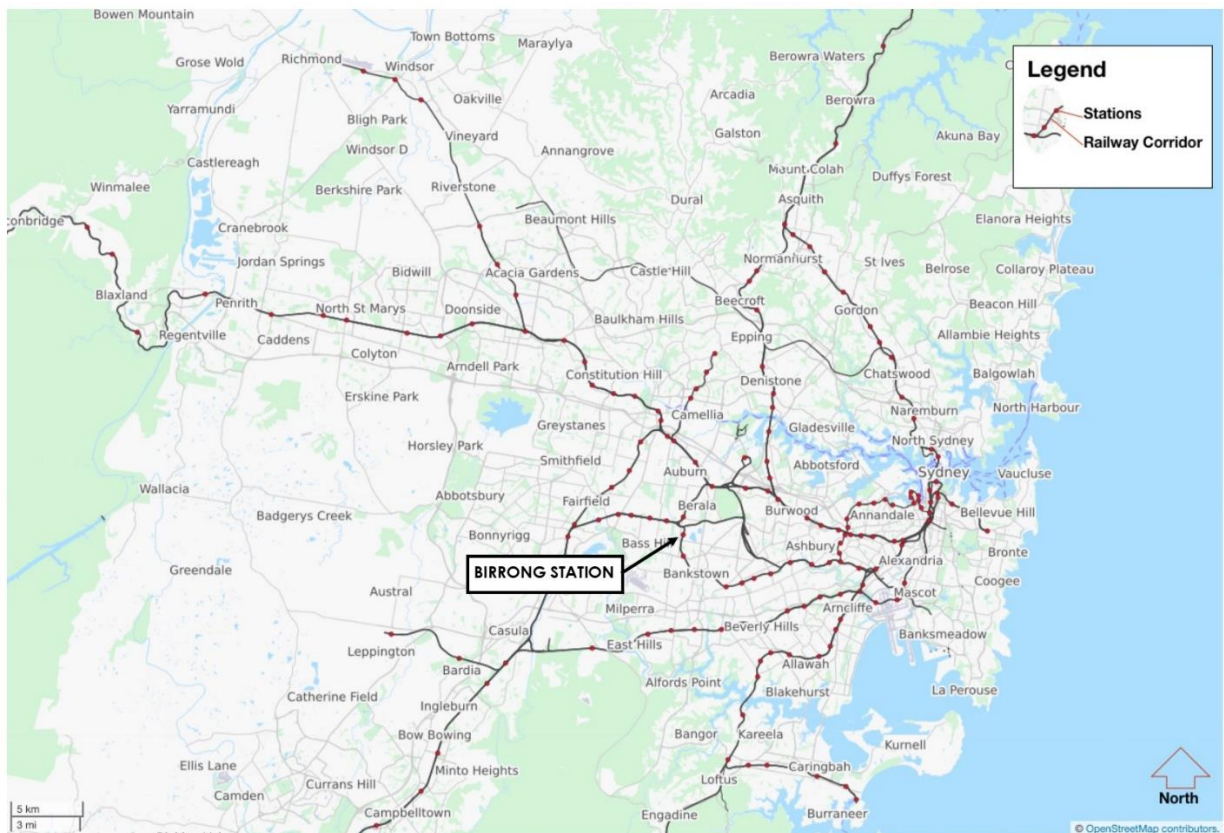 Bowen Mountain
Town Bottoms
Maraylya
Grose Wold
Richmond
Windsor
Berowra Waters
Legend
Stations
Railway Corridor
Oakville
Arcadia
Berowra
Yarramundi
Bligh Park
Vineyard
Galston
Akuna Bay
Windsor D
Annangrove
Castlereagh
Mount Colah
Duffys Forest
Winmalee
Berkshire Park
Riverstone
Dural
Asquith
Cranebrook
Beaumont Hills
Elanora Heights
conbridge
Jordan Springs
Bidwill
Acacia Gardens
Castle Hill
Normanhurst
St Ives
Belrose
Collaroy Plateau
Blaxland
Penrith
North St Marys
Doonside
Beecroft
Gordon
Beacon Hill
Regentville
Caddens
Baulkham Hills
Epping
Allambie Heights
Colyton
Arndell Park
Constitution Hill
Denistone
Chatswood
Balgowlah
Erskine Park
Camellia
Naremburn
North Harbour
Horsley Park
Greystanes
Gladesville
North Sydney
Smithfield
Auburn
Abbotsford
Sydney
Vaucluse
Wallacia
Abbotsbury
Fairfield
Berala
Burwood
Annandale
Bellevue Hill
Badgerys Creek
Bonnyrigg
Bass Hi
Ashbury
Alexandria
Bronte
BIRRONG STATION
Greendale
Bankstown
Coogee
Austral
Milperra
Arncliffe
Mascot
Casula
East Hills
Beverly Hills
Banksmeadow
Leppington
Bardia
Allawah
Catherine Field
Alfords Point
Blakehurst
La Perouse
Ingleburn
Bow Bowing
Bangor
Kareela
Kurnell
Ellis Lane
Currans Hill
Minto Heights
Loftus
Caringbah
Camden
Campbelltown
Engadine
Burraneer
North
5 km
3 mi
© OpenStreetMap contributors.